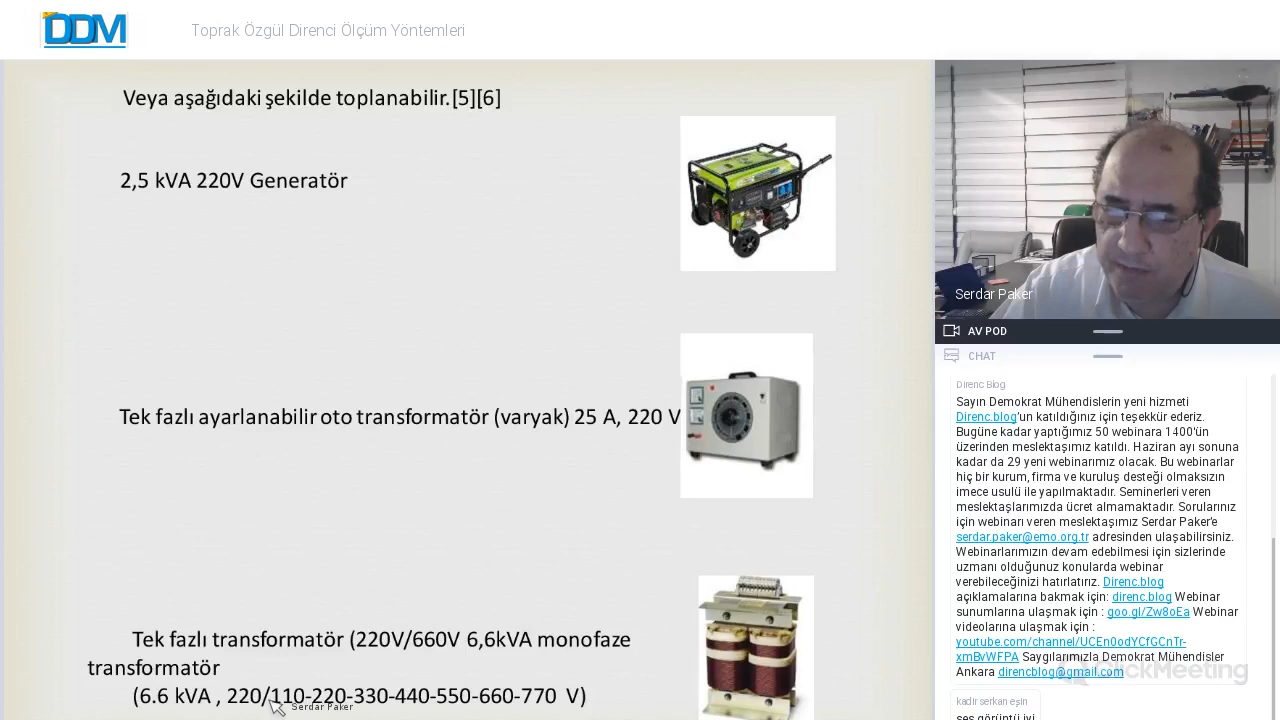 DDM
Toprak Özgül Direnci Ölçüm Yöntemleri
Veya aşağıdaki şekilde toplanabilir.[5][6]
2,5 kVA 220V Generatör
Tek fazlı ayarlanabilir oto transformatör (varyak) 25 A, 220 V
Tek fazlı transformatör (220V/660V 6,6kVA monofaze
transformatör
(6.6 kVA , 220/110-220-330-440-550-660-770 V)
Serdar Paker
Serdar Paker
AV POD
CHAT
Direnc Blog
Sayın Demokrat Mühendislerin yeni hizmeti
Direnc.blog'un katıldığınız için teşekkür ederiz.
Bugüne kadar yaptığımız 50 webinara 1400'ün
üzerinden meslektaşımız katıldı. Haziran ayı sonuna
kadar da 29 yeni webinarımız olacak. Bu webinarlar
hiç bir kurum, firma ve kuruluş desteği olmaksızın
imece usulü ile yapılmaktadır. Seminerleri veren
meslektaşlarımızda ücret almamaktadır. Sorularınız
için webinarı veren meslektaşımız Serdar Paker'e
serdar.paker@emo.org.tr adresinden ulaşabilirsiniz.
Webinarlarımızın devam edebilmesi için sizlerinde
uzmanı olduğunuz konularda webinar
verebileceğinizi hatırlatırız. Direnc.blog
açıklamalarına bakmak için: direnc.blog Webinar
sunumlarına ulaşmak için : goo.gl/Zw8oEa Webinar
videolarına ulaşmak için :
youtube.com/channel/UCEn0odYCfGCnTr-
xmBvWFPA Saygılarımızla Demokrat Mühendisler
Ankara direncblog@gmail.com
ClickMeeting
kadir serkan eşin
ses görüntü iyi